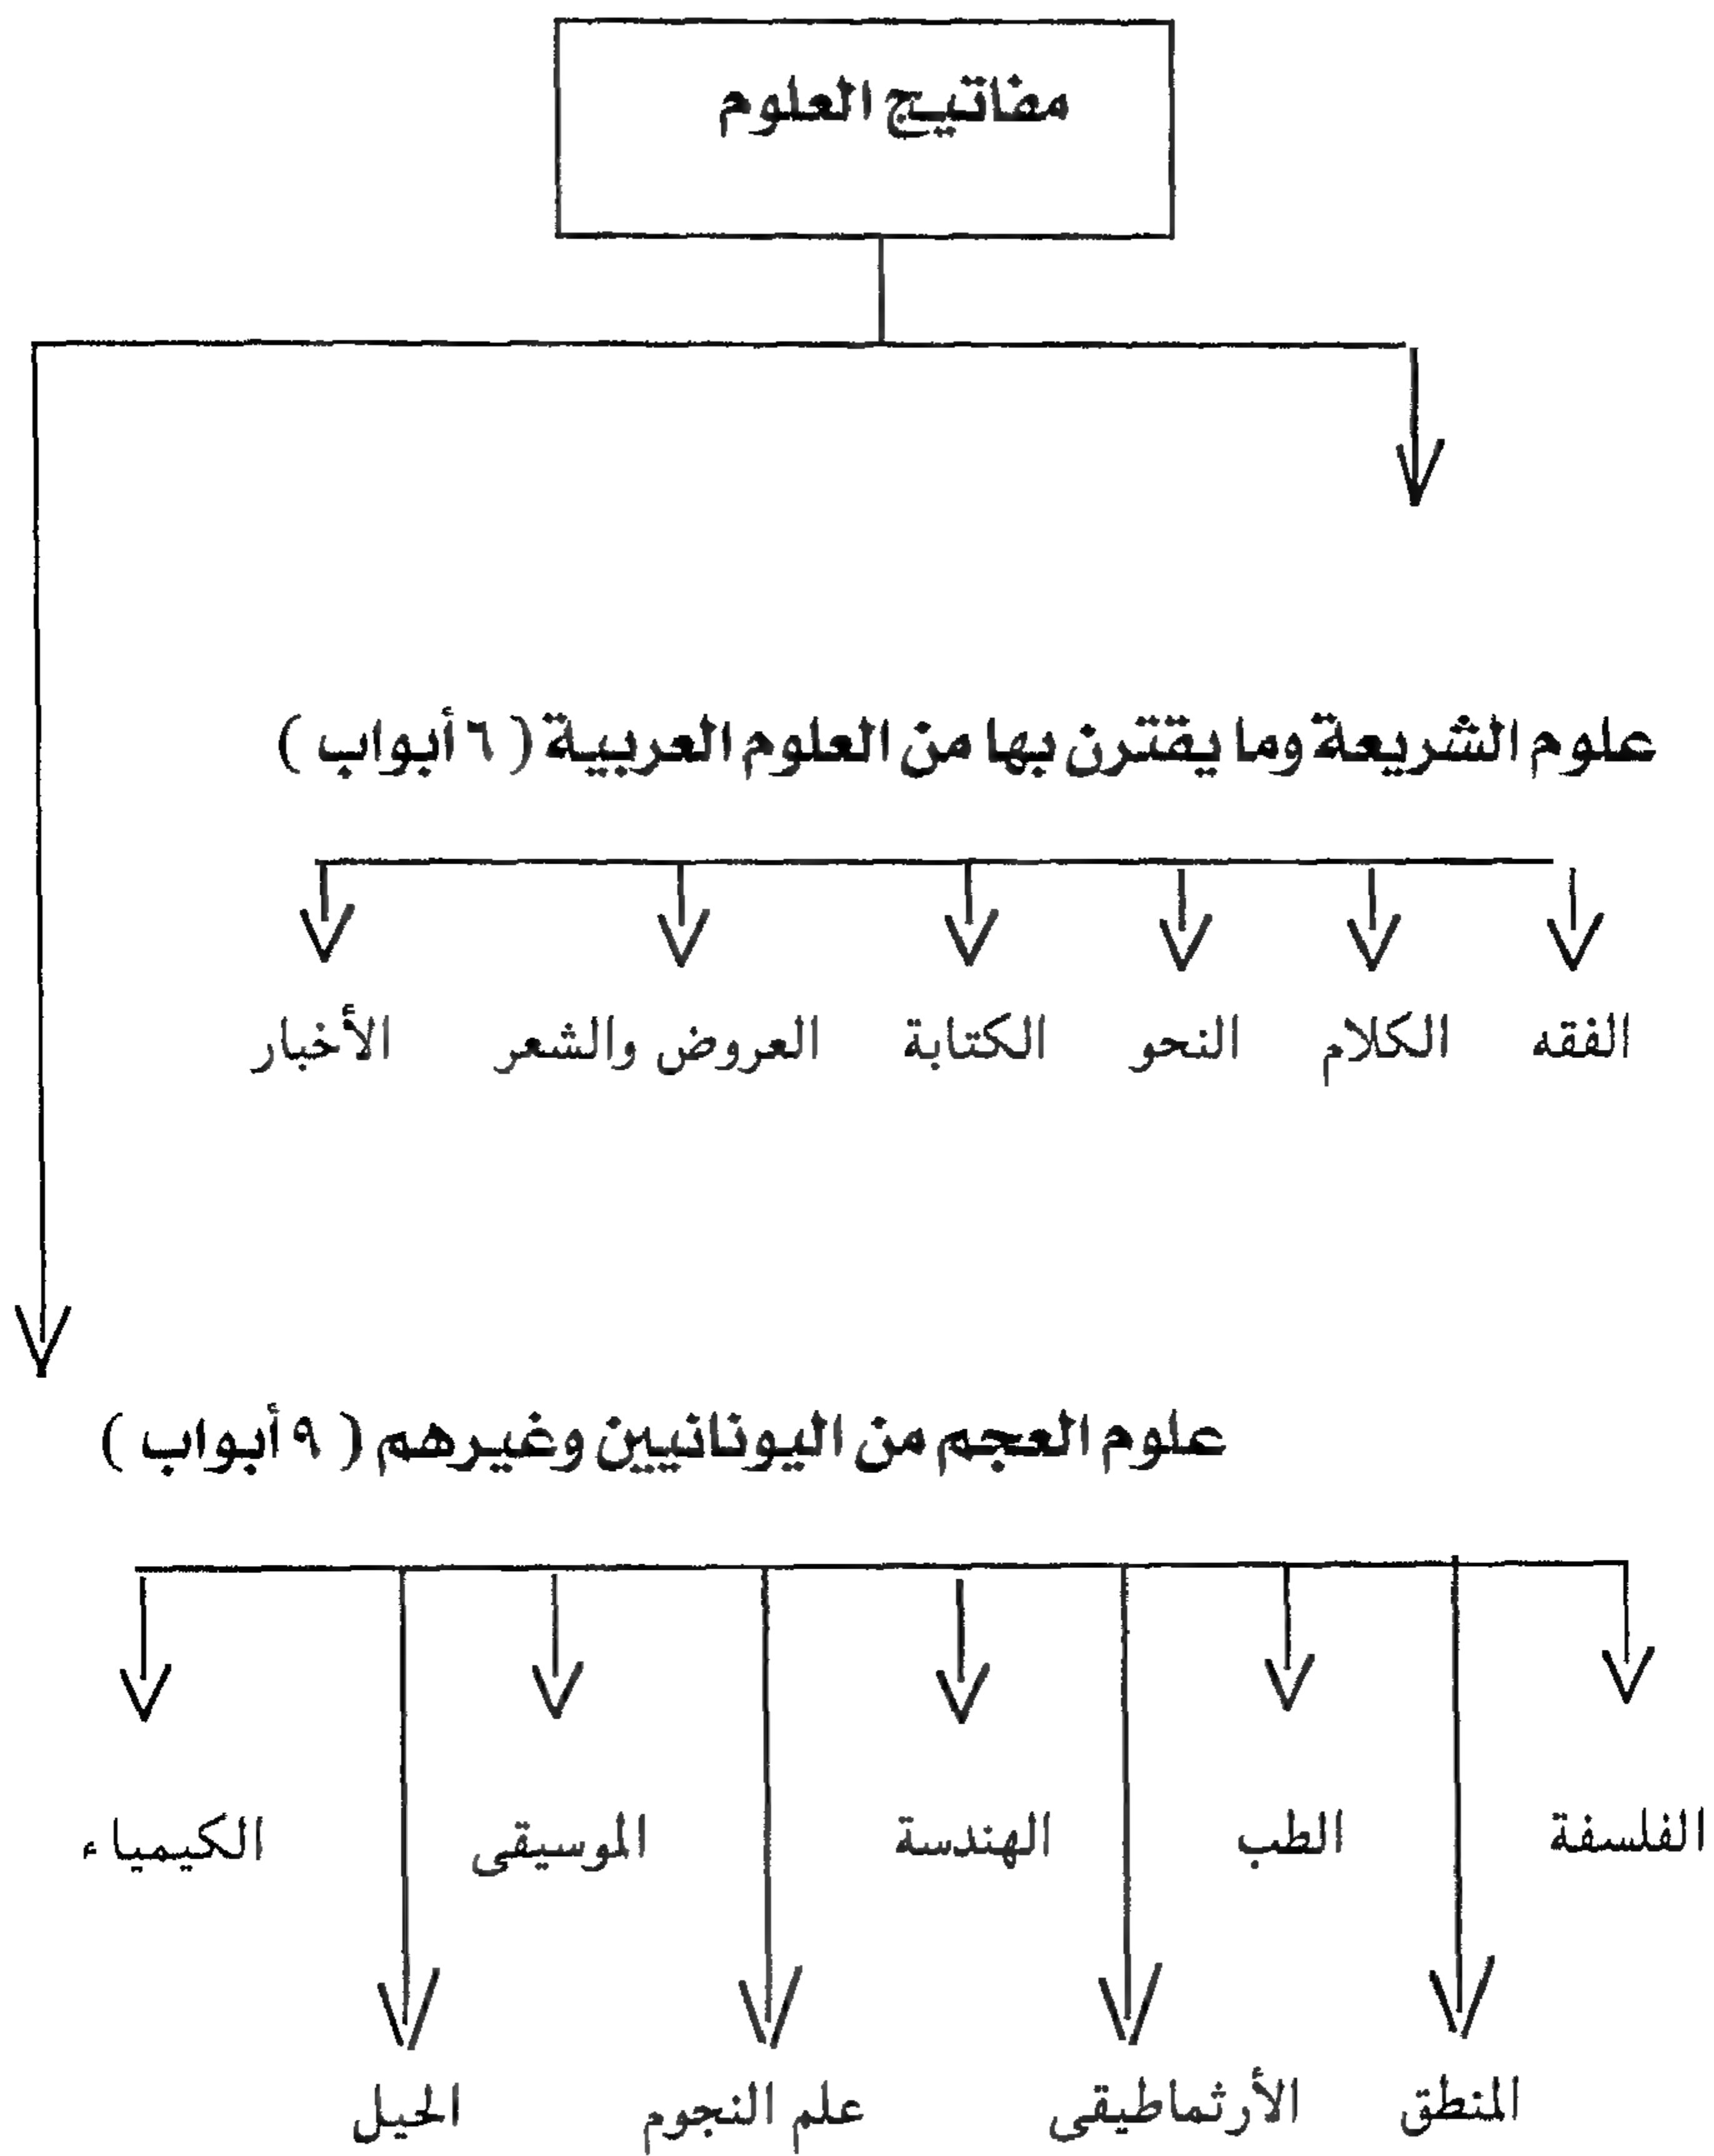 مفاتيج العلوم
علوم الشريعة وما يقترن بها من العلوم العربية ( ٦ أبواب )
الفقه الكلام النحو الكتابة العروض والشعر الأخبار
علوم العجم من اليونانيين وغيرهم ( ٩ أبواب )
الفلسفة الطب الهندسة الموسيقى الكيمياء
المنطق الأرثماطيقى علم النجوم الحيل